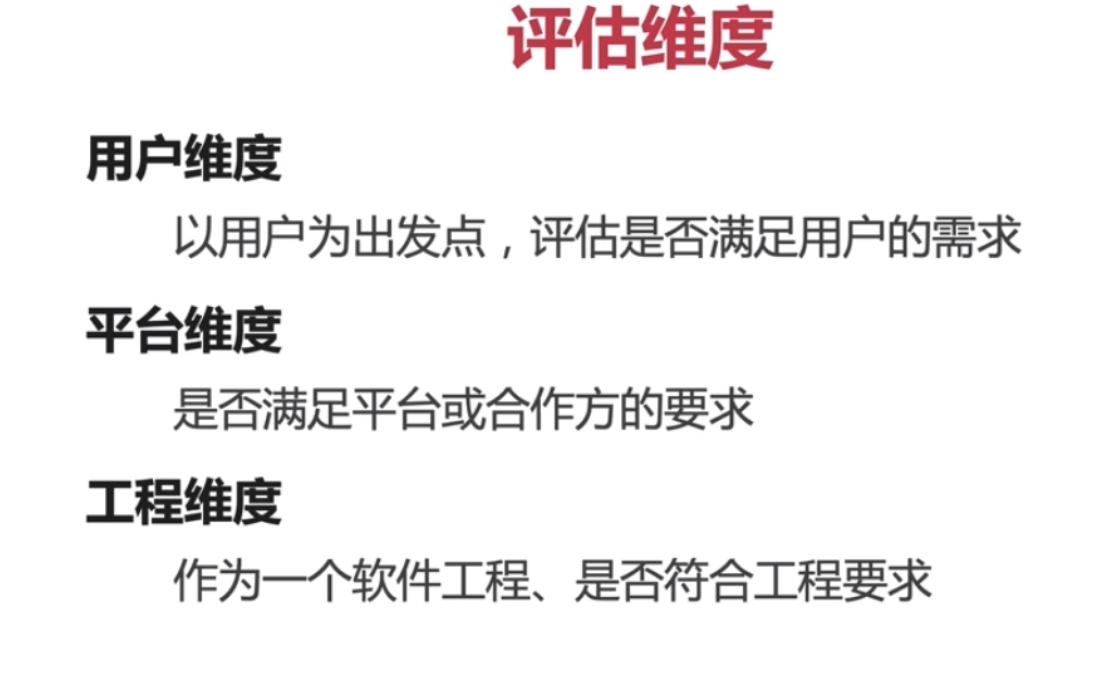 评估维度
用户维度
以用户为出发点，评估是否满足用户的需求
平台维度
是否满足平台或合作方的要求
工程维度
作为一个软件工程、是否符合工程要求